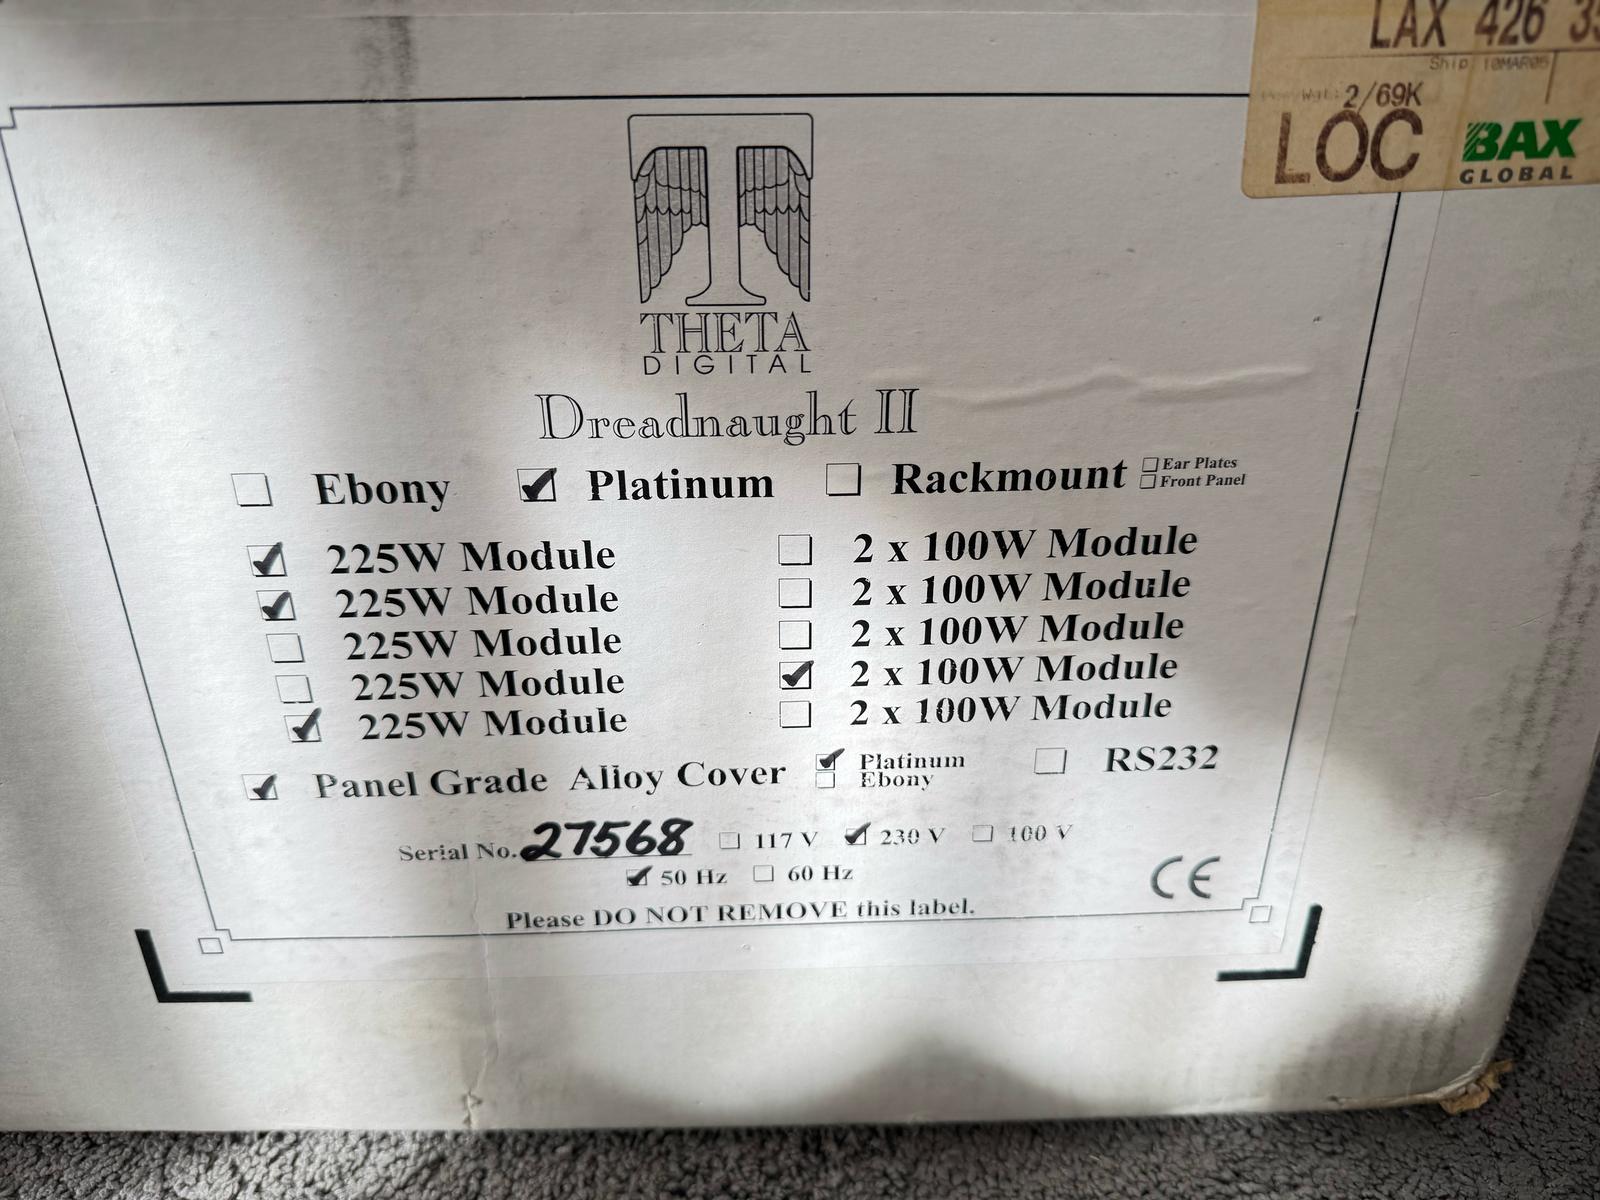 LAX 426
Ship 10MAR05
2/69K
LOC BAX
GLOBAL
THETA
DIGITAL
Dreadnaught II
Ebony Platinum Rackmount Ear Plates
Front Panel
225W Module 2 x 100W Module
225W Module 2 x 100W Module
225W Module 2 x 100W Module
225W Module 2 x 100W Module
225W Module 2 x 100W Module
Panel Grade Alloy Cover Platinum RS232
Ebony
Serial No. 27568 117 V 230 V 100 V
50 Hz 60 Hz
CE
Please DO NOT REMOVE this label.